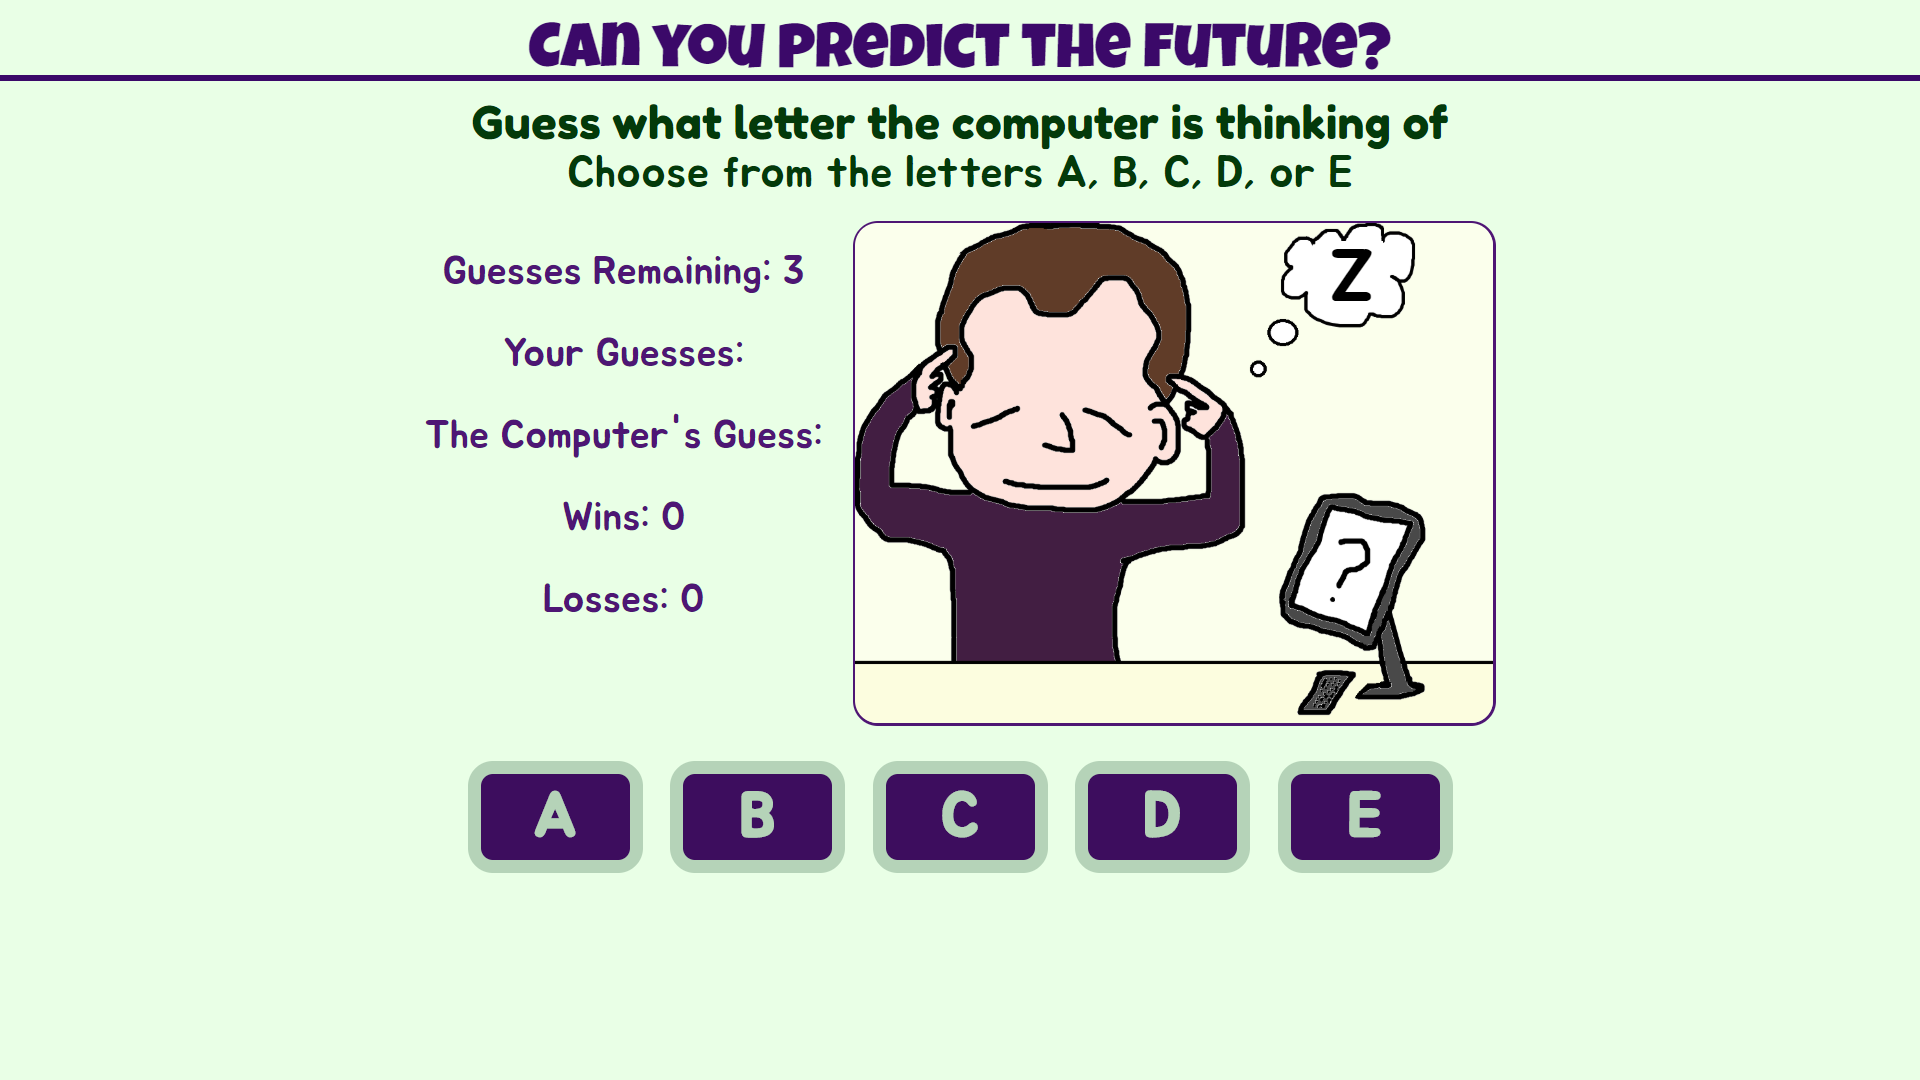 Can You Predict the Future?
Guess what letter the computer is thinking of
Choose from the letters A, B, C, D, or E
Guesses Remaining: 3
Your Guesses:
The Computer's Guess:
Wins: 0
Losses: 0
Z
?
A
B
C
D
E